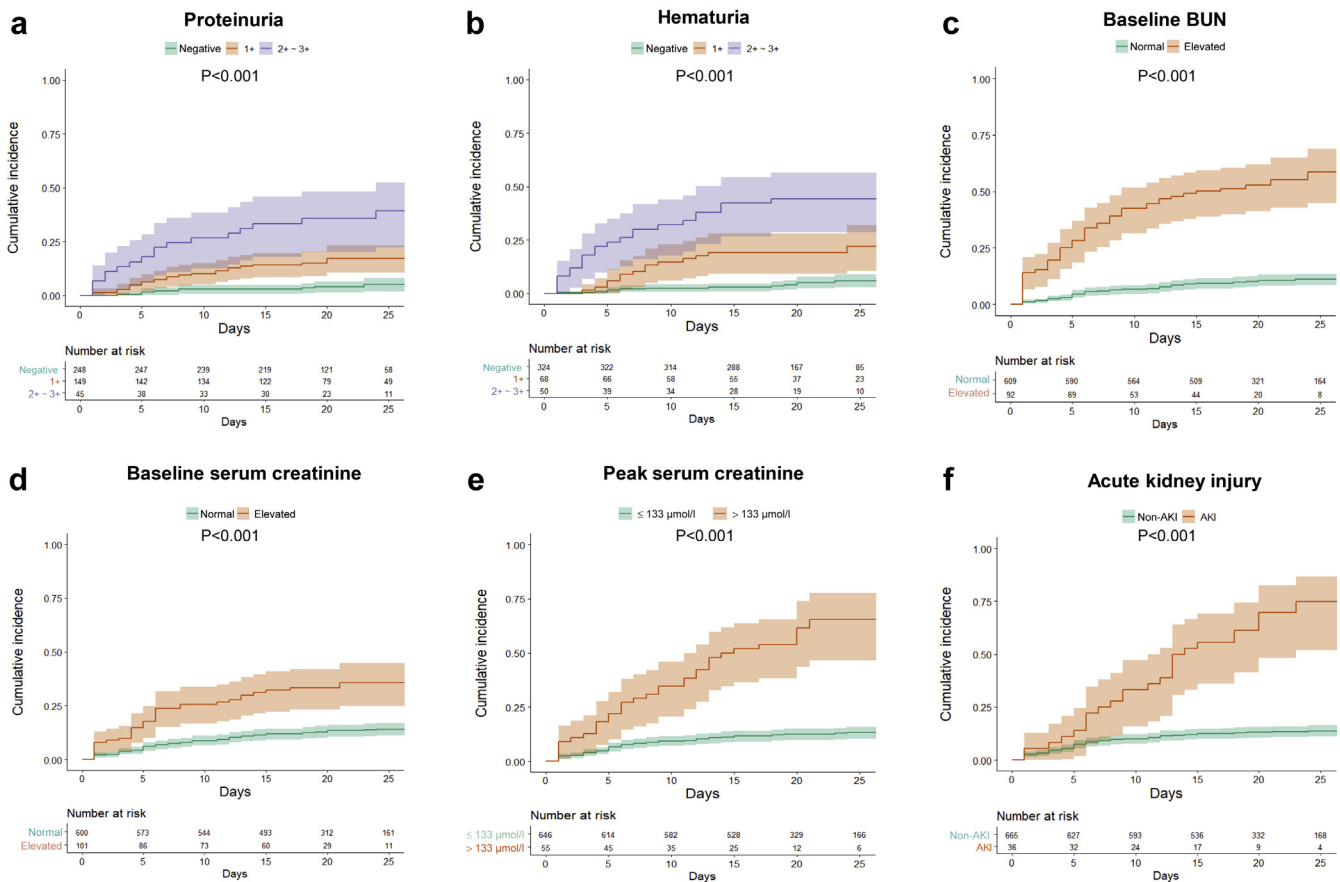 a Proteinuria
Negative 1+ 2+ ~ 3+
P<0.001
Cumulative incidence
1.00
0.75
0.50
0.25
0.00
0 5 10 15 20 25
Days
Number at risk
Negative 248 247 239 219 121 58
1+ 149 142 134 122 79 49
2+ ~ 3+ 45 38 33 30 23 11
0 5 10 15 20 25
Days
b Hematuria
Negative 1+ 2+ ~ 3+
P<0.001
Cumulative incidence
1.00
0.75
0.50
0.25
0.00
0 5 10 15 20 25
Days
Number at risk
Negative 324 322 314 288 167 85
1+ 68 66 58 55 37 23
2+ ~ 3+ 50 39 34 28 19 10
0 5 10 15 20 25
Days
c Baseline BUN
Normal Elevated
P<0.001
Cumulative incidence
1.00
0.75
0.50
0.25
0.00
0 5 10 15 20 25
Days
Number at risk
Normal 609 590 564 509 321 164
Elevated 92 69 53 44 20 8
0 5 10 15 20 25
Days
d Baseline serum creatinine
Normal Elevated
P<0.001
Cumulative incidence
1.00
0.75
0.50
0.25
0.00
0 5 10 15 20 25
Days
Number at risk
Normal 600 573 544 493 312 161
Elevated 101 86 73 60 29 11
0 5 10 15 20 25
Days
e Peak serum creatinine
≤ 133 μmol/l > 133 μmol/l
P<0.001
Cumulative incidence
1.00
0.75
0.50
0.25
0.00
0 5 10 15 20 25
Days
Number at risk
≤ 133 μmol/l 646 614 582 528 329 166
> 133 μmol/l 55 45 35 25 12 6
0 5 10 15 20 25
Days
f Acute kidney injury
Non-AKI AKI
P<0.001
Cumulative incidence
1.00
0.75
0.50
0.25
0.00
0 5 10 15 20 25
Days
Number at risk
Non-AKI 665 627 593 536 332 168
AKI 36 32 24 17 9 4
0 5 10 15 20 25
Days